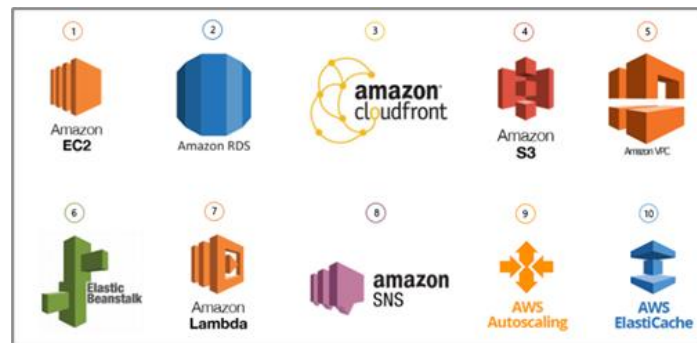 1
2
3
4
5
Amazon
EC2
Amazon RDS
amazon
cloudfront
Amazon
S3
Amazon VPC
6
7
8
9
10
Elastic
Beanstalk
Amazon
Lambda
amazon
SNS
AWS
Autoscaling
AWS
ElastiCache